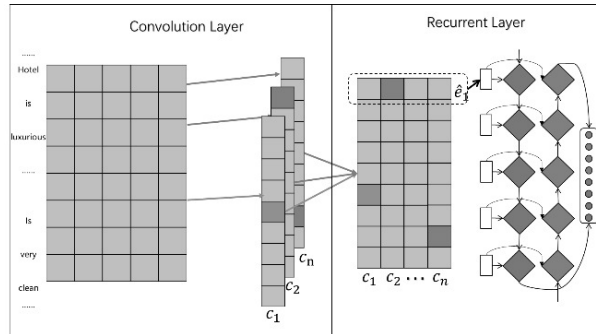 Convolution Layer
Recurrent Layer
......
Hotel
is
luxurious
......
Is
very
clean
......
c₁
c₂
cₙ
c₁ c₂ ··· cₙ
ê₁